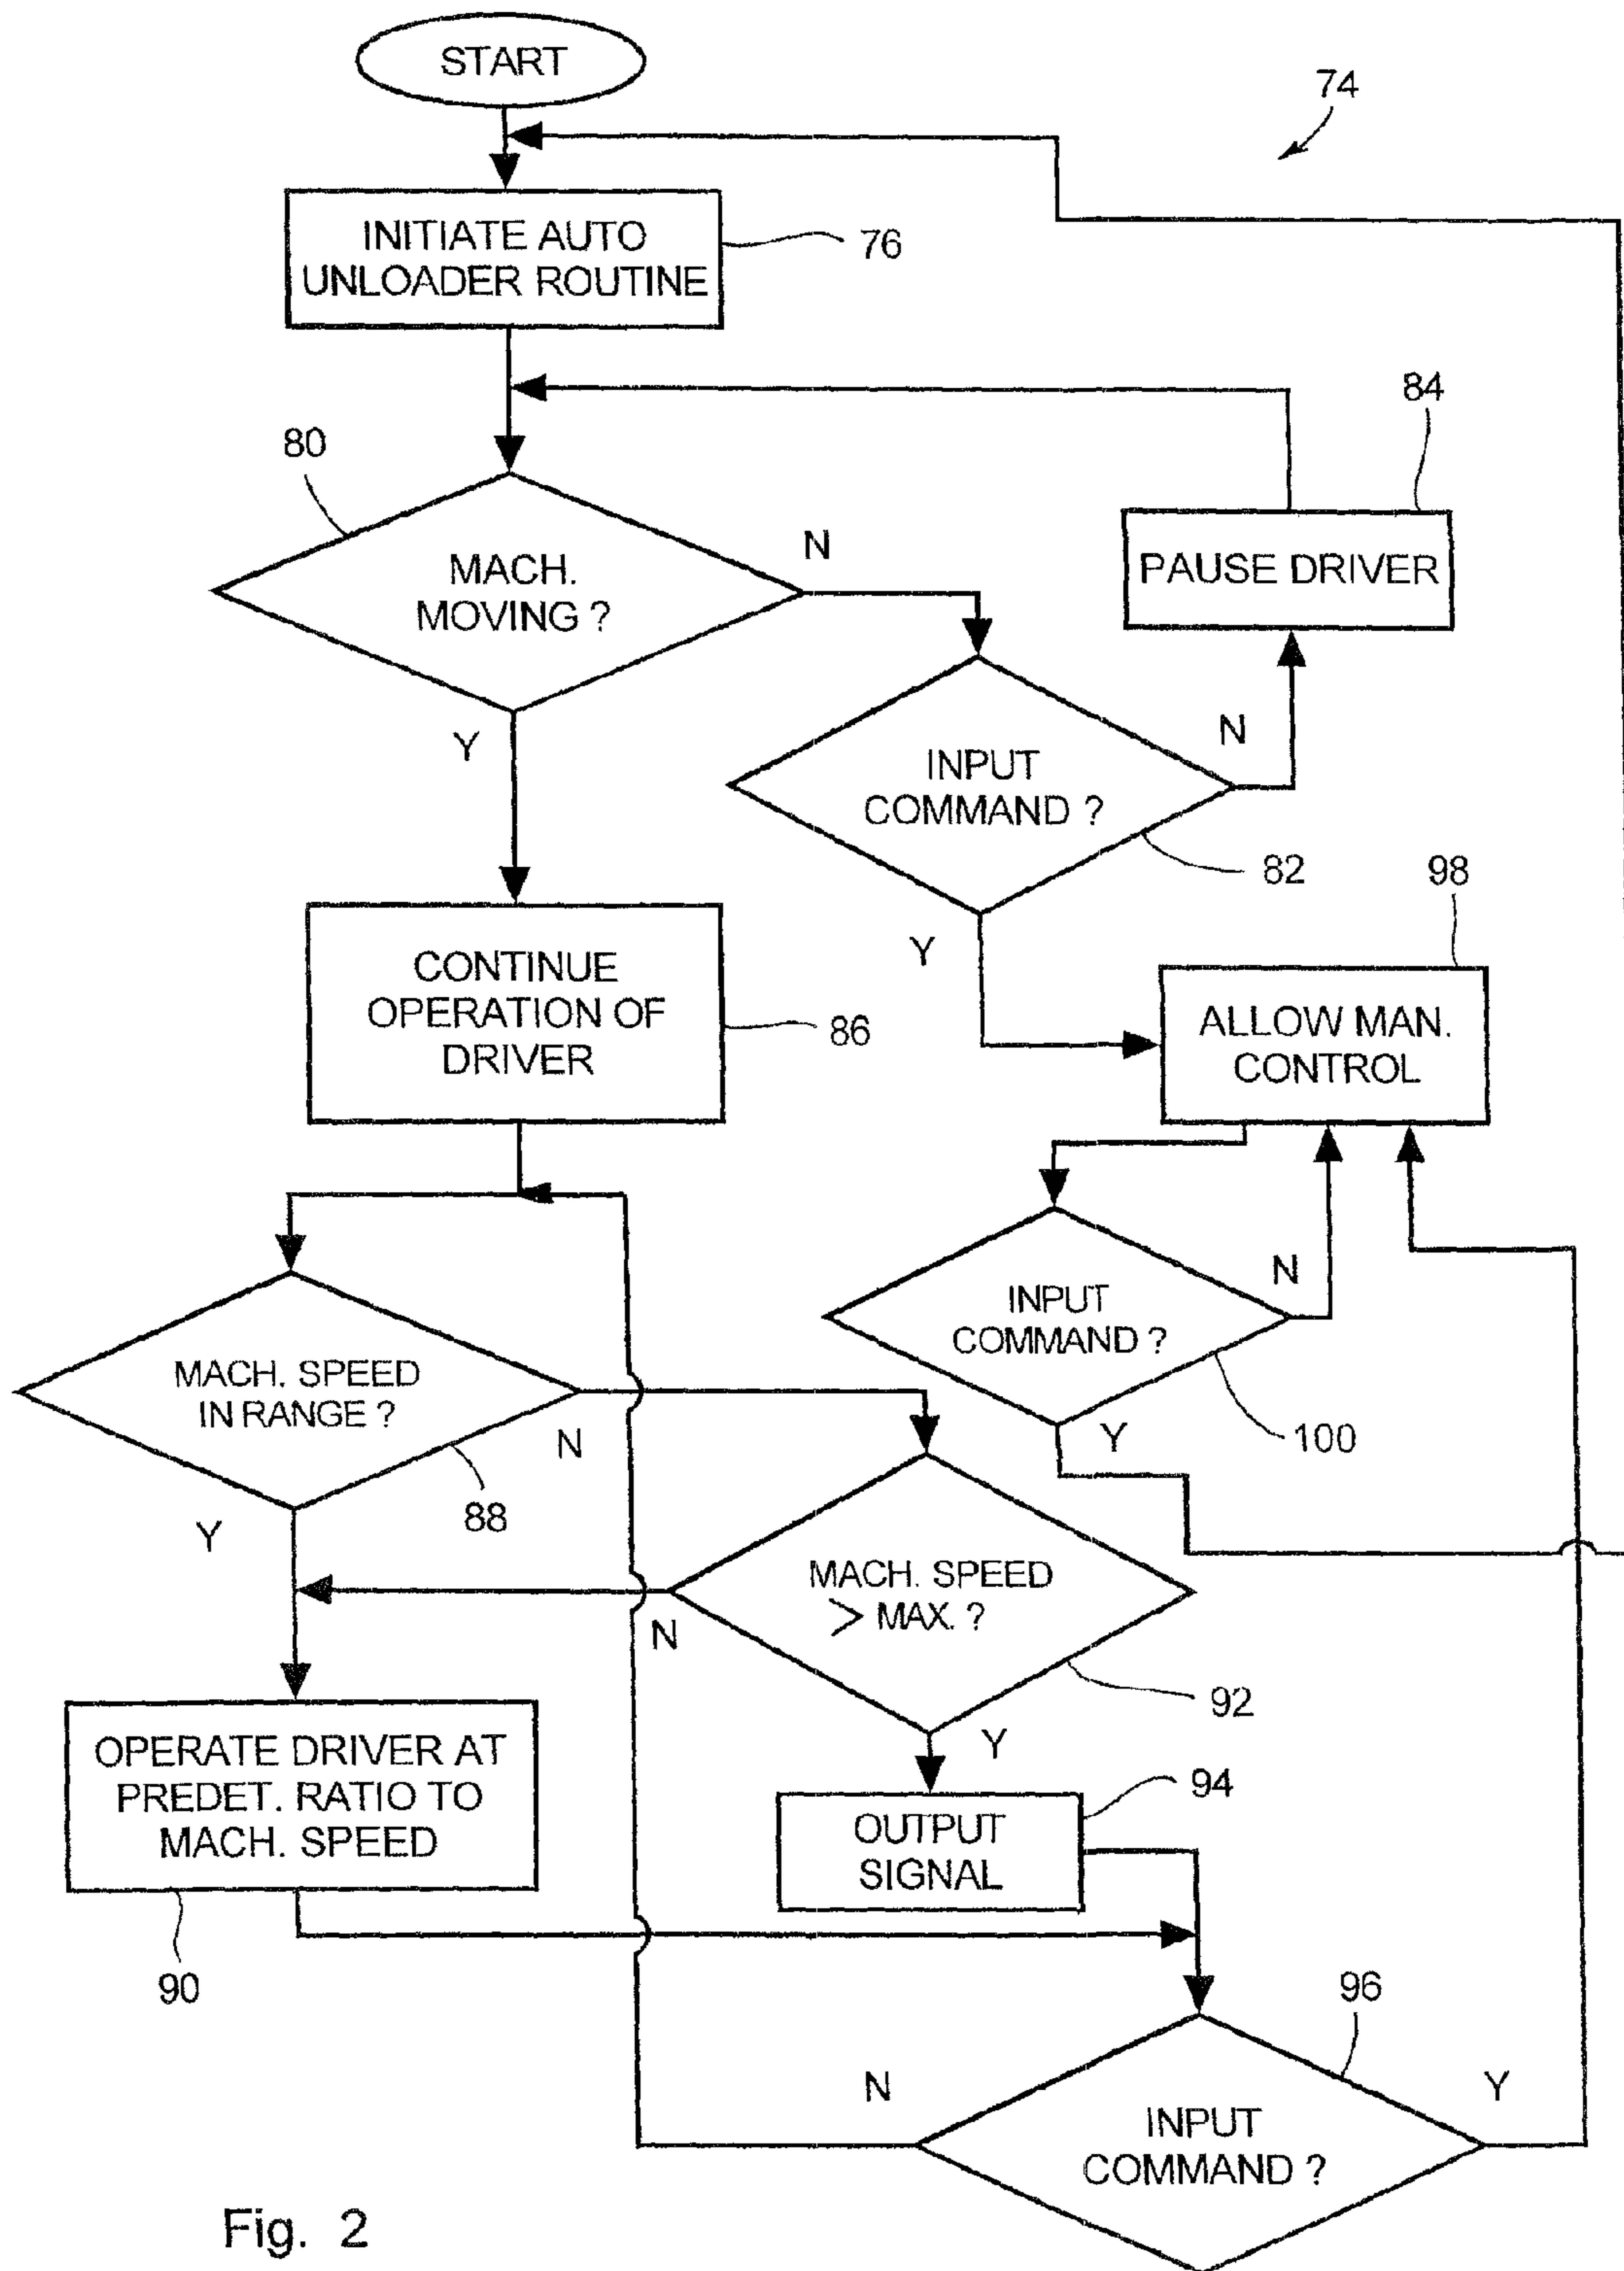 START
74
INITIATE AUTO
UNLOADER ROUTINE
76
84
80
N
PAUSE DRIVER
MACH.
MOVING ?
Y
N
INPUT
COMMAND ?
82
98
Y
CONTINUE
OPERATION OF
DRIVER
86
ALLOW MAN.
CONTROL
N
INPUT
COMMAND ?
MACH. SPEED
IN RANGE ?
N
Y
100
88
Y
MACH. SPEED
> MAX. ?
N
92
Y
OPERATE DRIVER AT
PREDET. RATIO TO
MACH. SPEED
94
OUTPUT
SIGNAL
90
96
N
Y
INPUT
COMMAND ?
Fig. 2